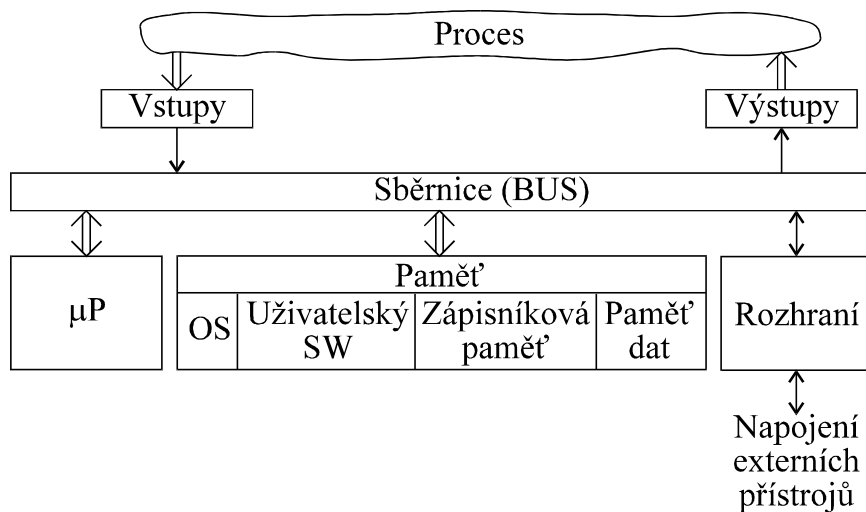 Proces
Vstupy
Výstupy
Sběrnice (BUS)
μP
Paměť
OS
Uživatelský
SW
Zápisníková
paměť
Paměť
dat
Rozhraní
Napojení
externích
přístrojů